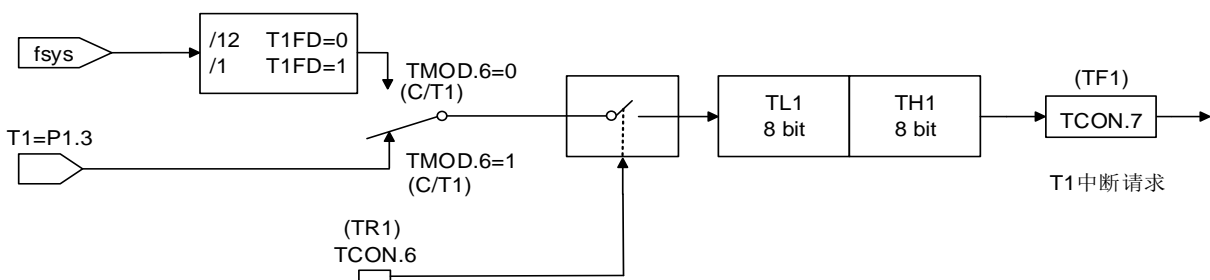 fsys
/12 T1FD=0
/1 T1FD=1
TMOD.6=0
(C/T1)
T1=P1.3
TMOD.6=1
(C/T1)
(TR1)
TCON.6
TL1
8 bit
TH1
8 bit
(TF1)
TCON.7
T1中断请求